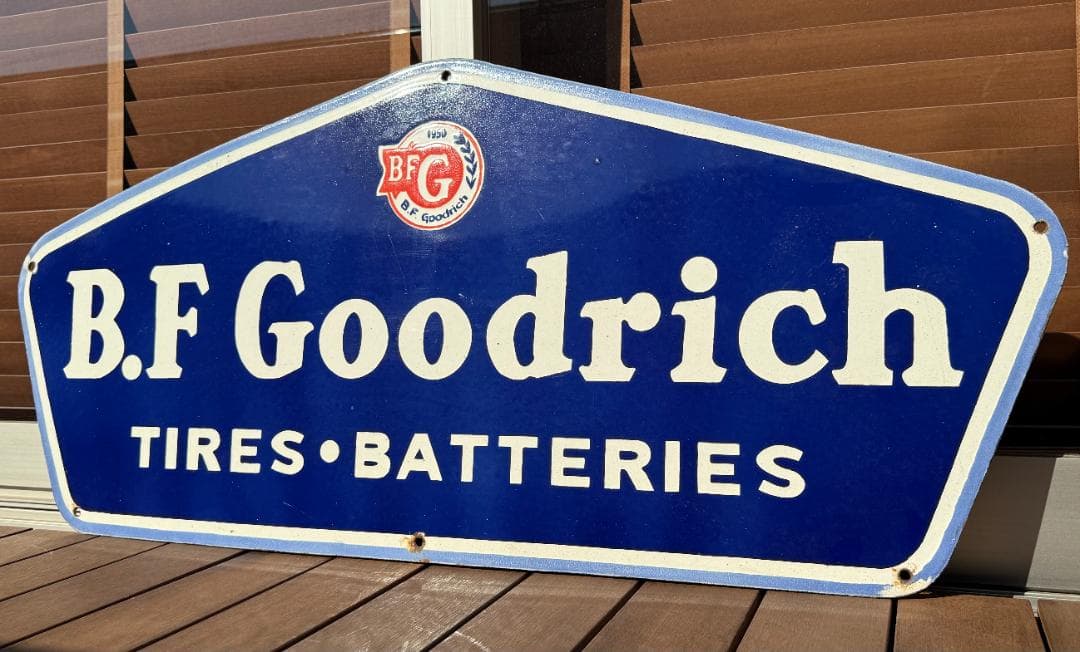 1950
BFG
B.F. Goodrich
B.F Goodrich
TIRES • BATTERIES